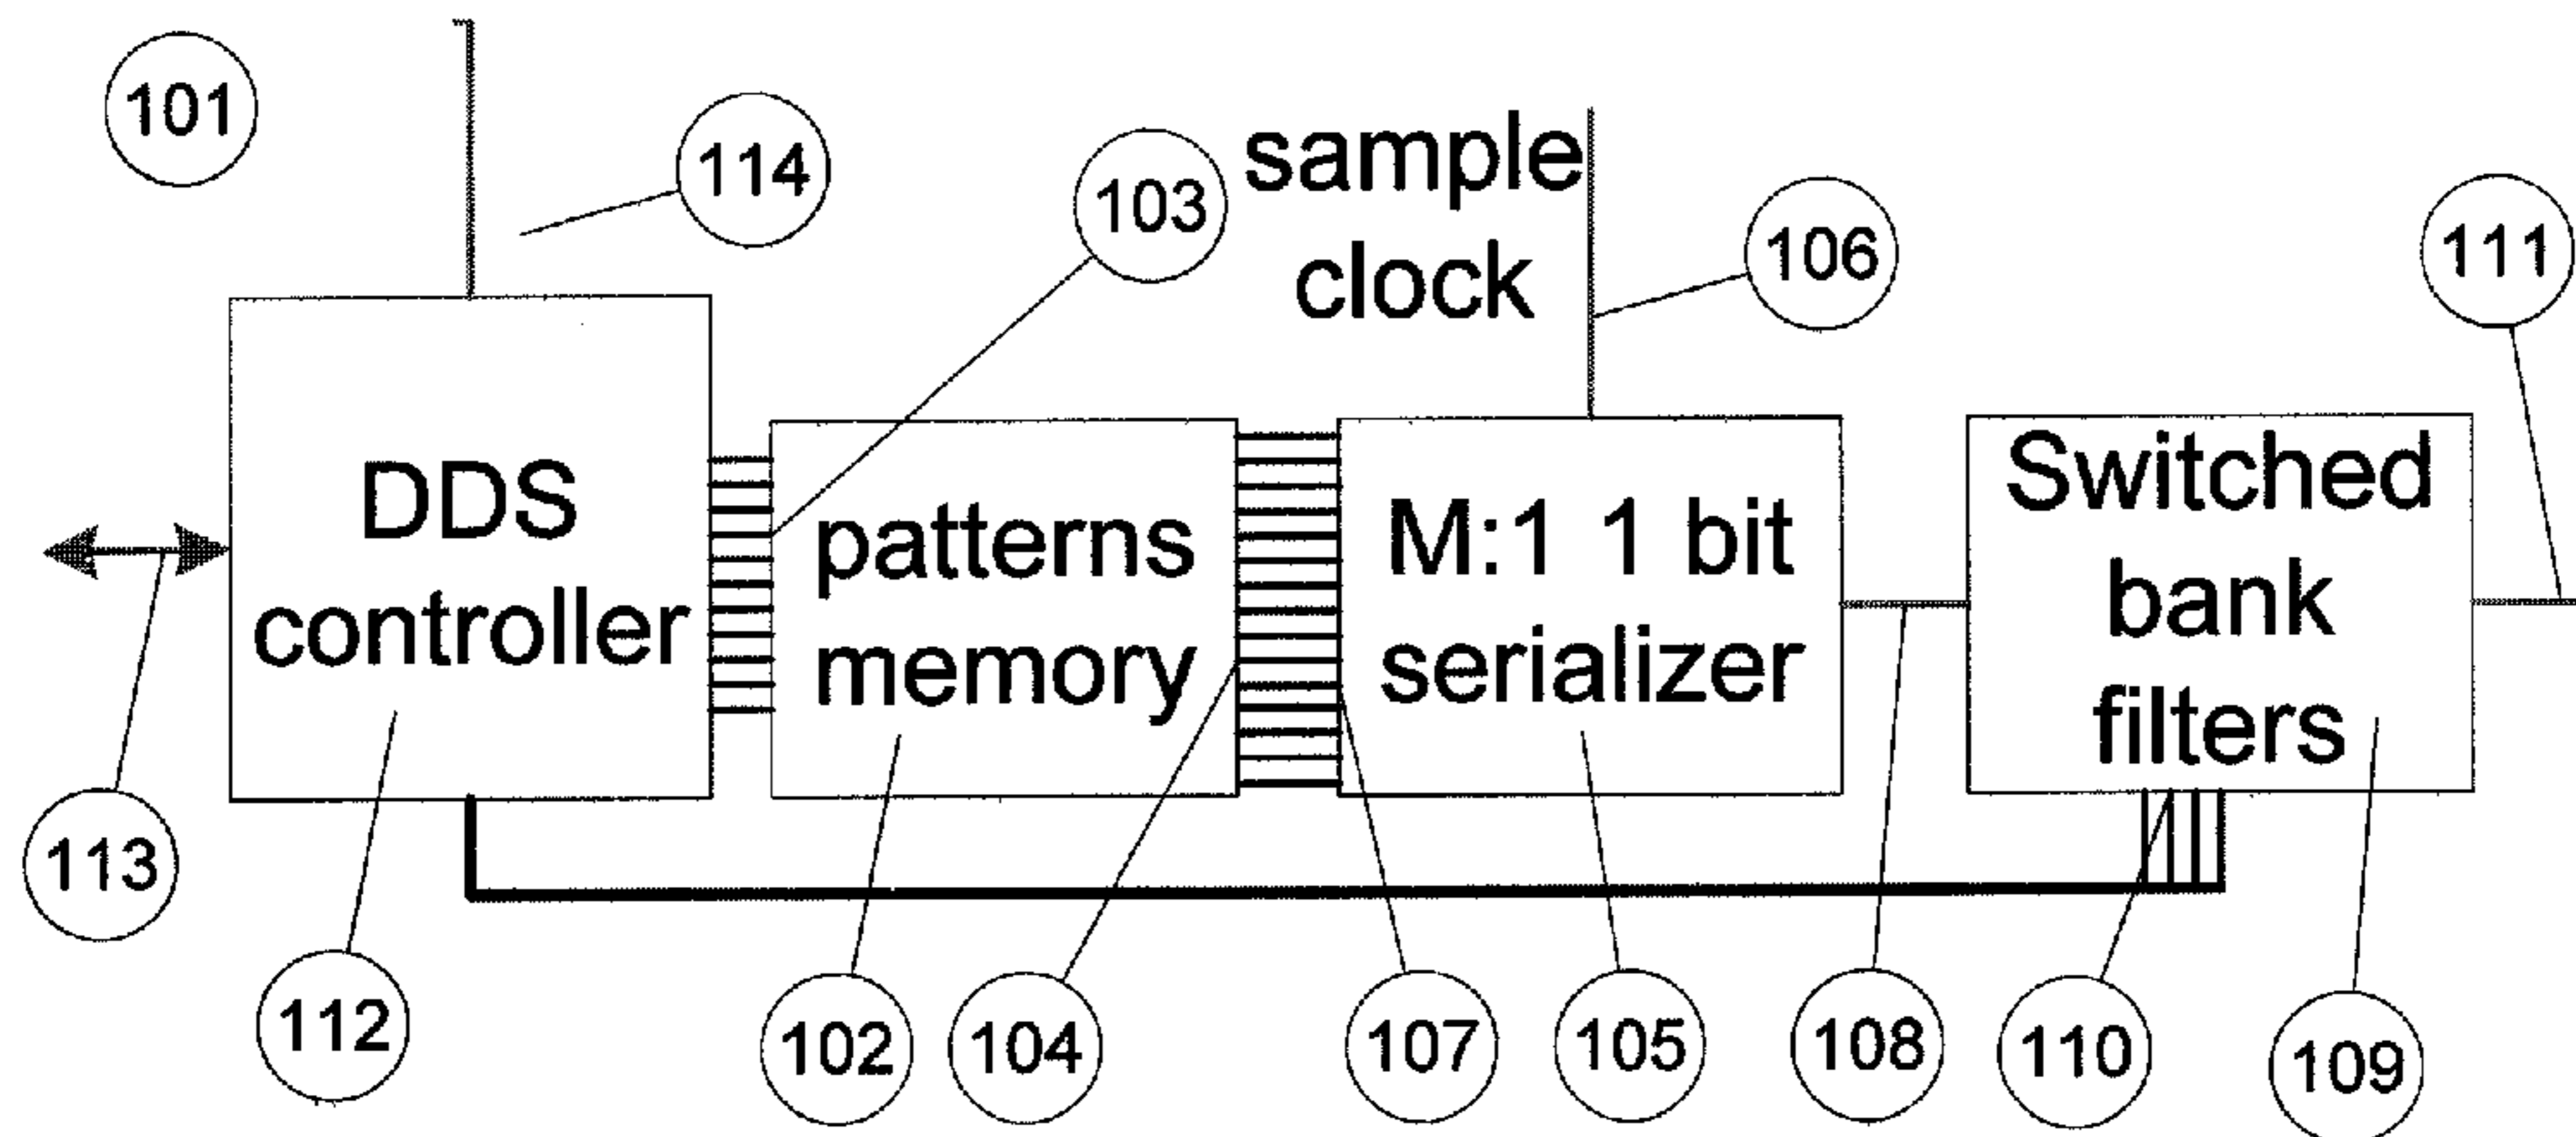 101
114
103
sample
clock
106
111
DDS
controller
patterns
memory
M:1 1 bit
serializer
Switched
bank
filters
113
112
102
104
107
105
108
110
109